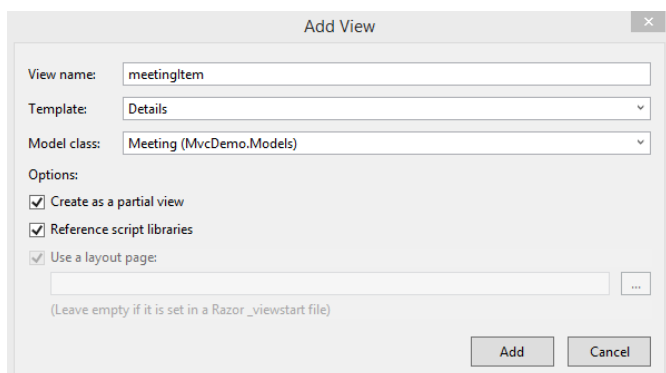 Add View
View name: meetingItem
Template: Details
Model class: Meeting (MvcDemo.Models)
Options:
Create as a partial view
Reference script libraries
Use a layout page:
...
(Leave empty if it is set in a Razor _viewstart file)
Add Cancel